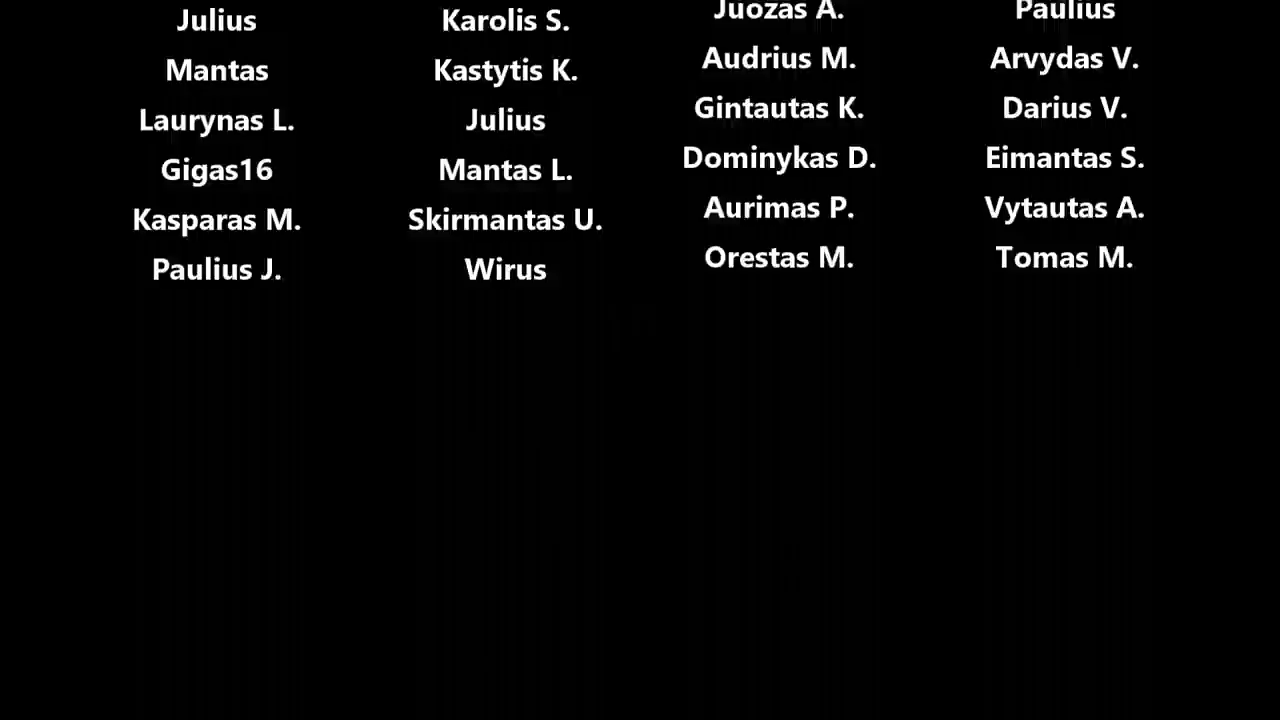 Julius
Mantas
Laurynas L.
Gigas16
Kasparas M.
Paulius J.
Karolis S.
Kastytis K.
Julius
Mantas L.
Skirmantas U.
Wirus
Juozas A.
Audrius M.
Gintautas K.
Dominykas D.
Aurimas P.
Orestas M.
Paulius
Arvydas V.
Darius V.
Eimantas S.
Vytautas A.
Tomas M.